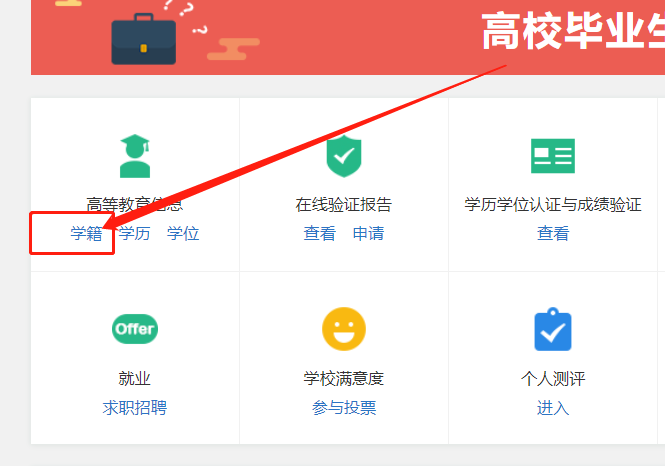 高校毕业生
高等教育信息
学籍 学历 学位
在线验证报告
查看 申请
学历学位认证与成绩验证
查看
Offer
就业
求职招聘
学校满意度
参与投票
个人测评
进入